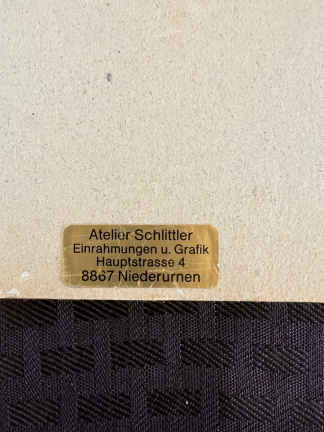 Atelier Schlittler
Einrahmungen u. Grafik
Hauptstrasse 4
8867 Niederurnen